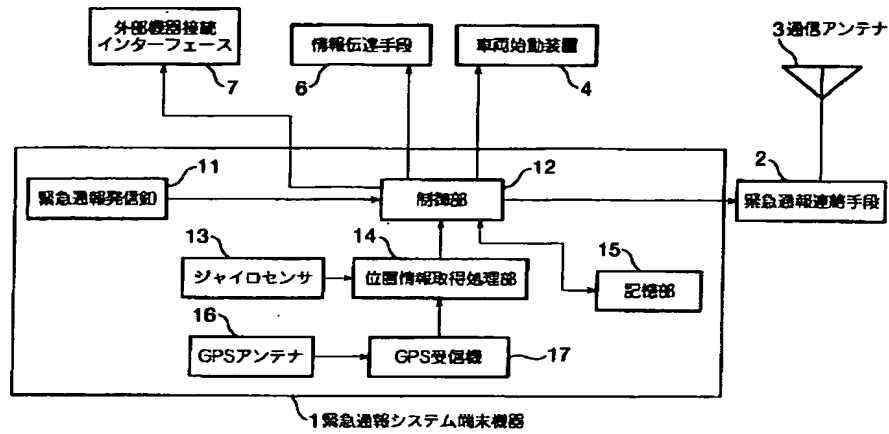 外部機器接続
インターフェース
7
情報伝達手段
6
車両始動装置
4
3通信アンテナ
11
緊急通報発信釦
12
制御部
2
緊急通報連絡手段
13
ジャイロセンサ
14
位置情報取得処理部
15
記憶部
16
GPSアンテナ
GPS受信機
17
1緊急通報システム端末機器